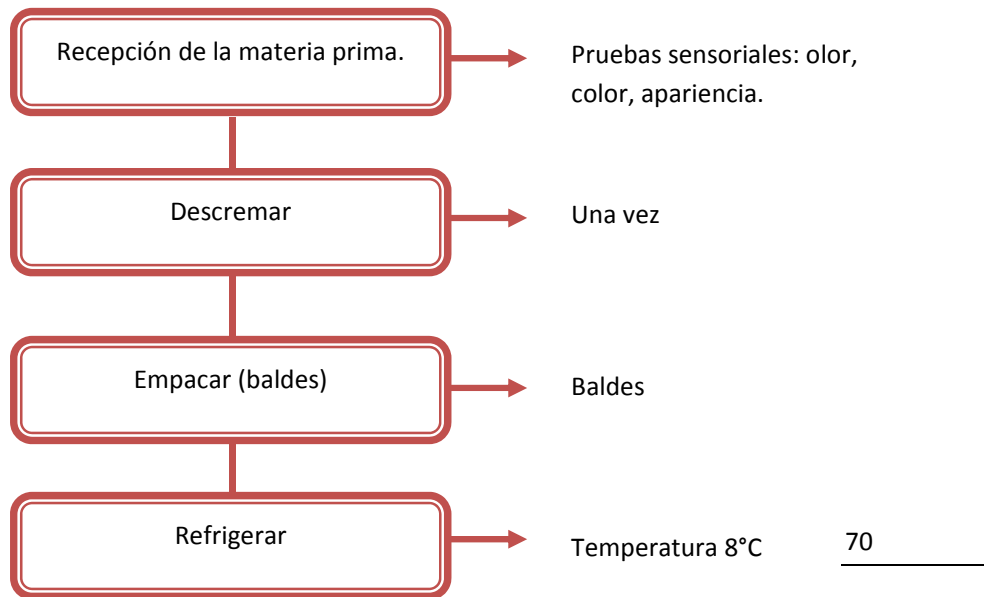 Recepción de la materia prima.
Pruebas sensoriales: olor,
color, apariencia.
Descremar
Una vez
Empacar (baldes)
Baldes
Refrigerar
Temperatura 8°C
70